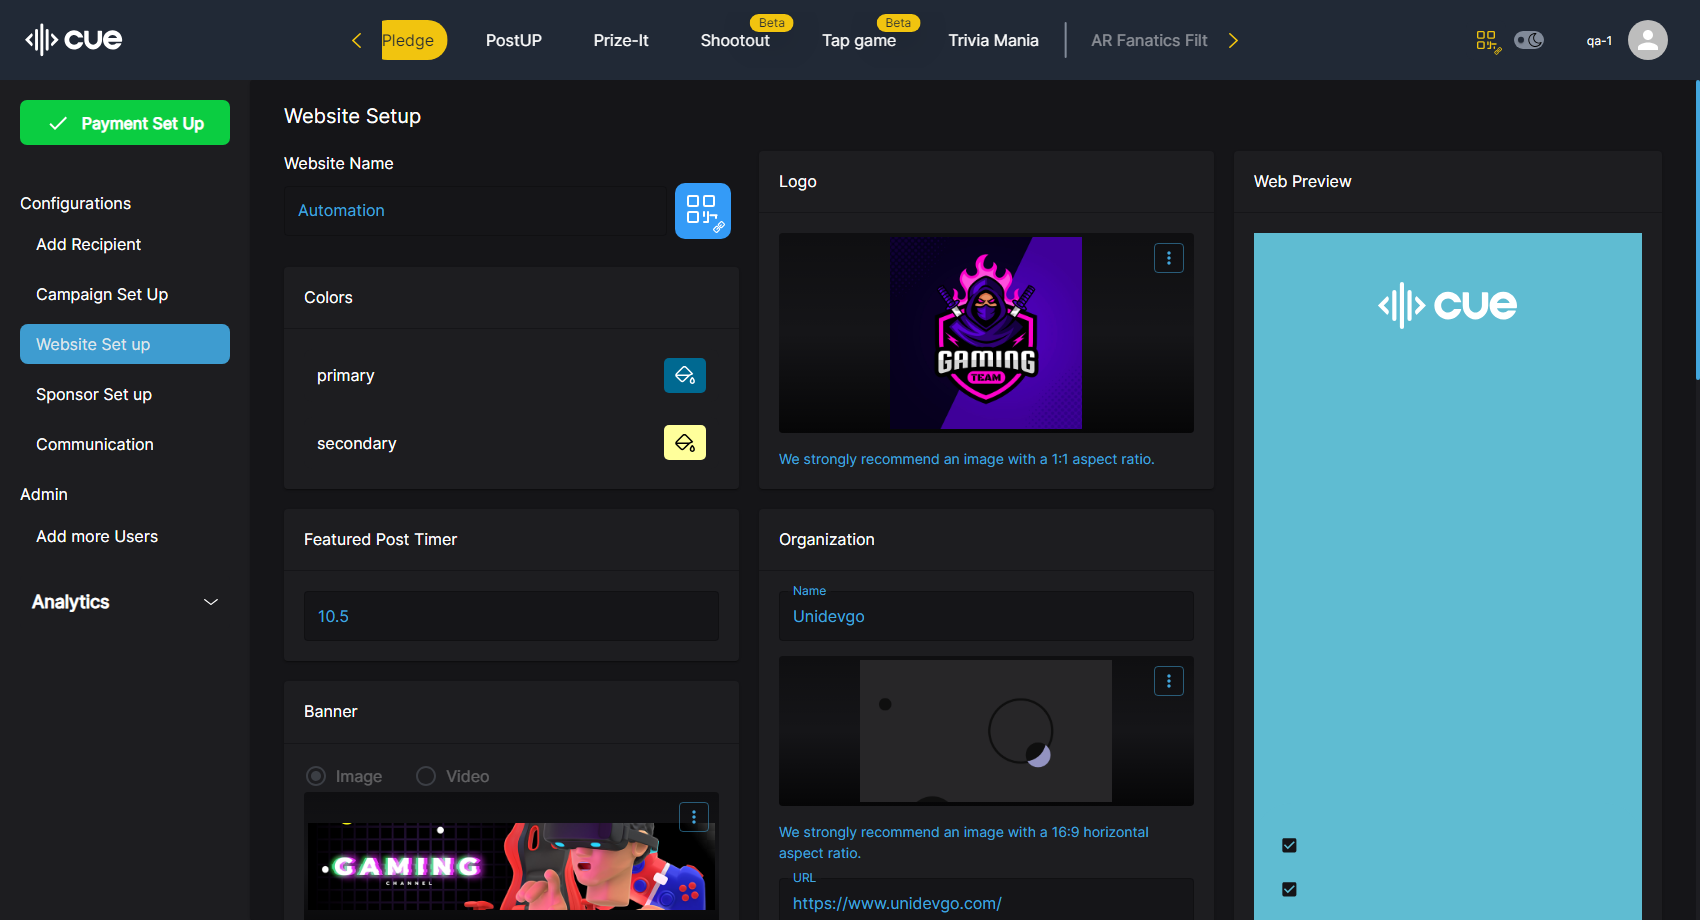 cue
Pledge
PostUP
Prize-It
Shootout
Beta
Tap game
Beta
Trivia Mania
AR Fanatics Filt
qa-1
Payment Set Up
Configurations
Add Recipient
Campaign Set Up
Website Set up
Sponsor Set up
Communication
Admin
Add more Users
Analytics
Website Setup
Website Name
Automation
Colors
primary
secondary
Featured Post Timer
10.5
Banner
Image
Video
GAMING
CHANNEL
Logo
GAMING
TEAM
We strongly recommend an image with a 1:1 aspect ratio.
Organization
Name
Unidevgo
We strongly recommend an image with a 16:9 horizontal
aspect ratio.
URL
https://www.unidevgo.com/
Web Preview
cue